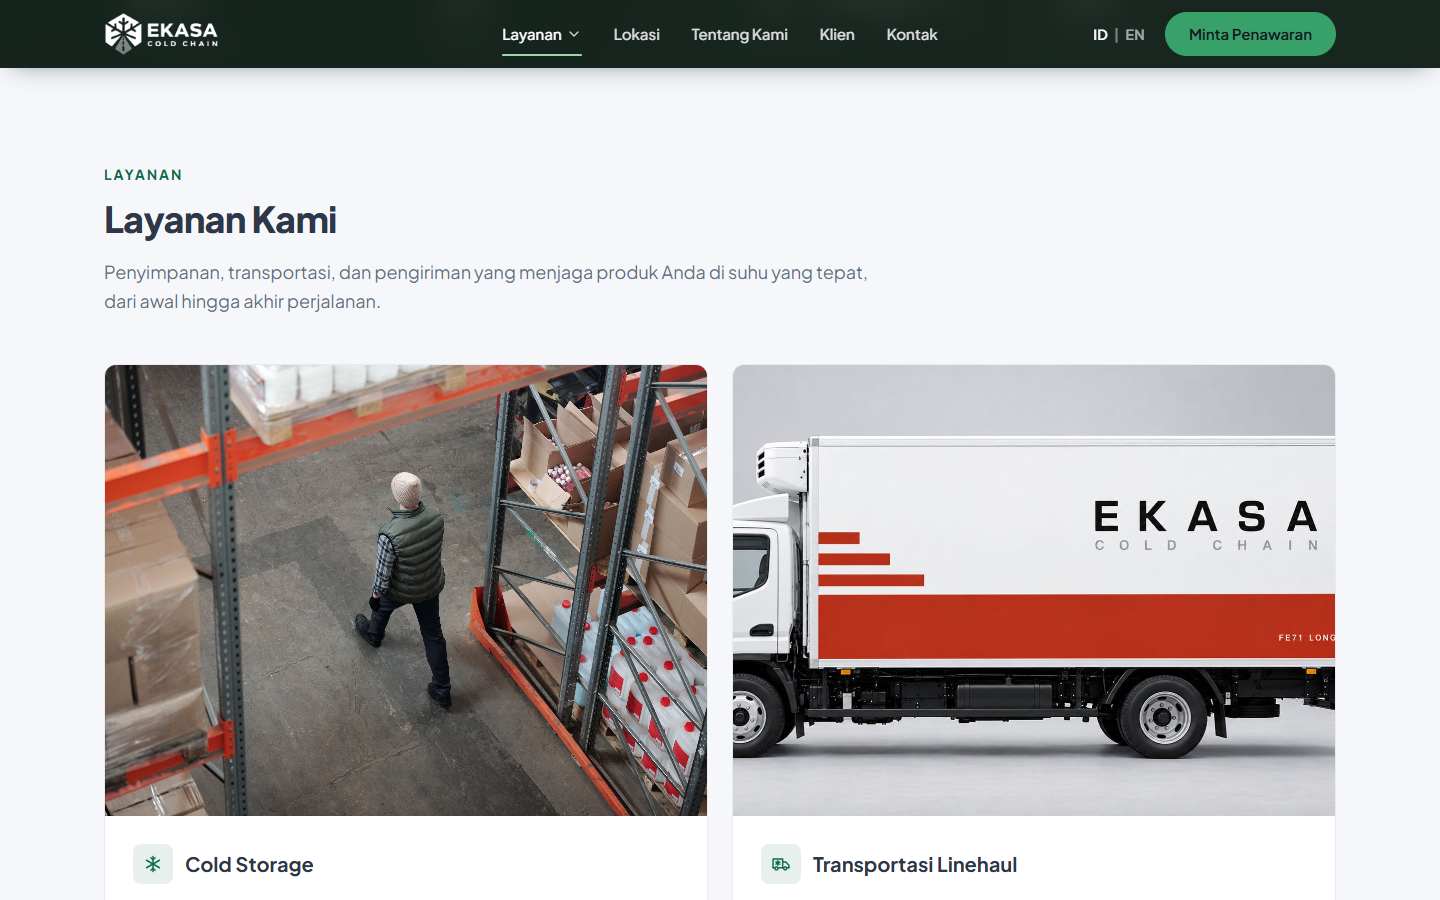 EKASA
COLD CHAIN
Layanan
Lokasi
Tentang Kami
Klien
Kontak
ID | EN
Minta Penawaran
LAYANAN
Layanan Kami
Penyimpanan, transportasi, dan pengiriman yang menjaga produk Anda di suhu yang tepat,
dari awal hingga akhir perjalanan.
EKASA
COLD CHAIN
FE71 LONG
Cold Storage
Transportasi Linehaul